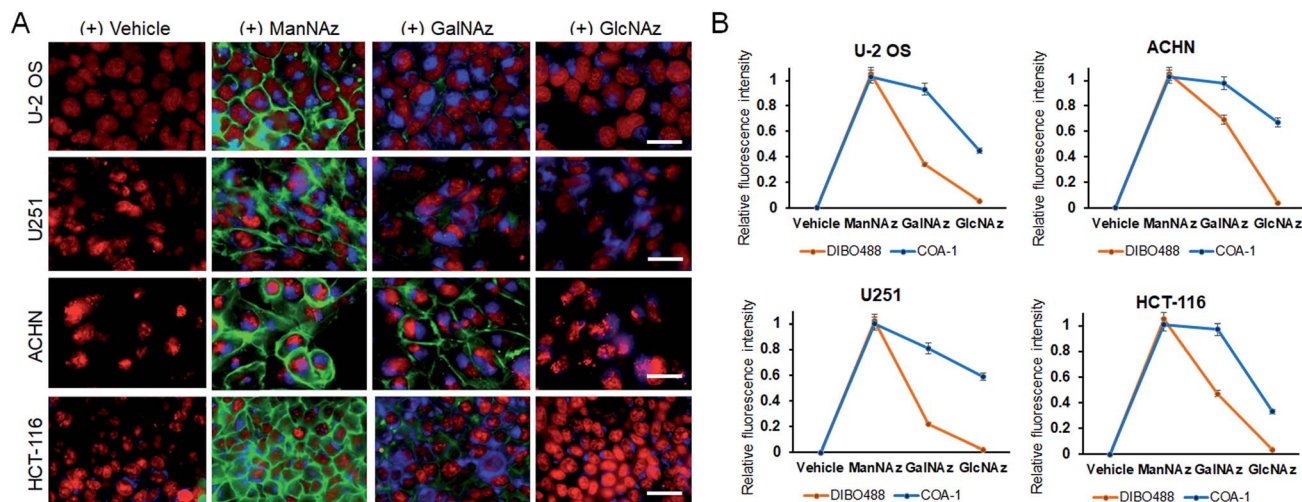 A
(+) Vehicle (+) ManNAz (+) GalNAz (+) GlcNAz
U-2 OS
U251
ACHN
HCT-116
B
U-2 OS
Relative fluorescence intensity
1
0.8
0.6
0.4
0.2
0
Vehicle ManNAz GalNAz GlcNAz
DIBO488 COA-1
ACHN
Relative fluorescence intensity
1
0.8
0.6
0.4
0.2
0
Vehicle ManNAz GalNAz GlcNAz
DIBO488 COA-1
U251
Relative fluorescence intensity
1
0.8
0.6
0.4
0.2
0
Vehicle ManNAz GalNAz GlcNAz
DIBO488 COA-1
HCT-116
Relative fluorescence intensity
1
0.8
0.6
0.4
0.2
0
Vehicle ManNAz GalNAz GlcNAz
DIBO488 COA-1